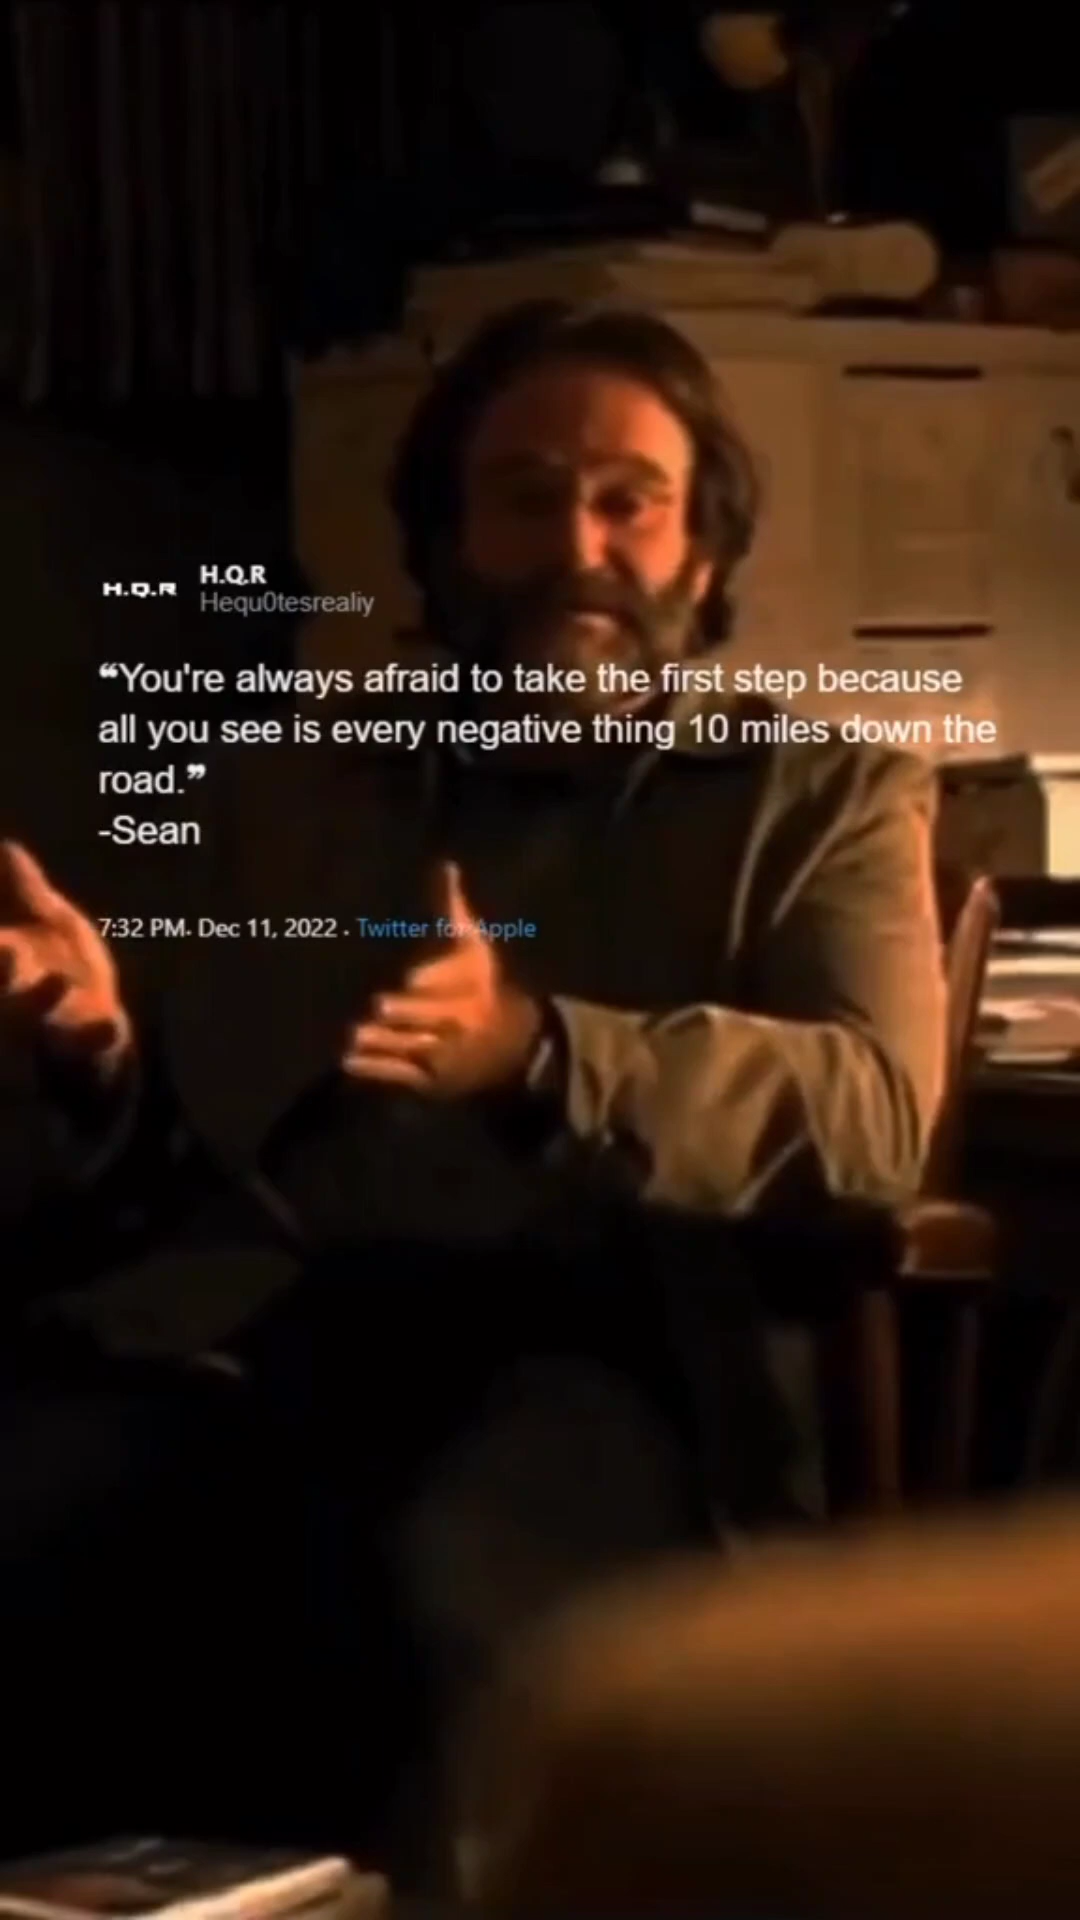 H.Q.R
H.Q.R
Hequ0tesrealiy
❝You're always afraid to take the first step because
all you see is every negative thing 10 miles down the
road.❞
-Sean
7:32 PM. Dec 11, 2022 . Twitter for Apple